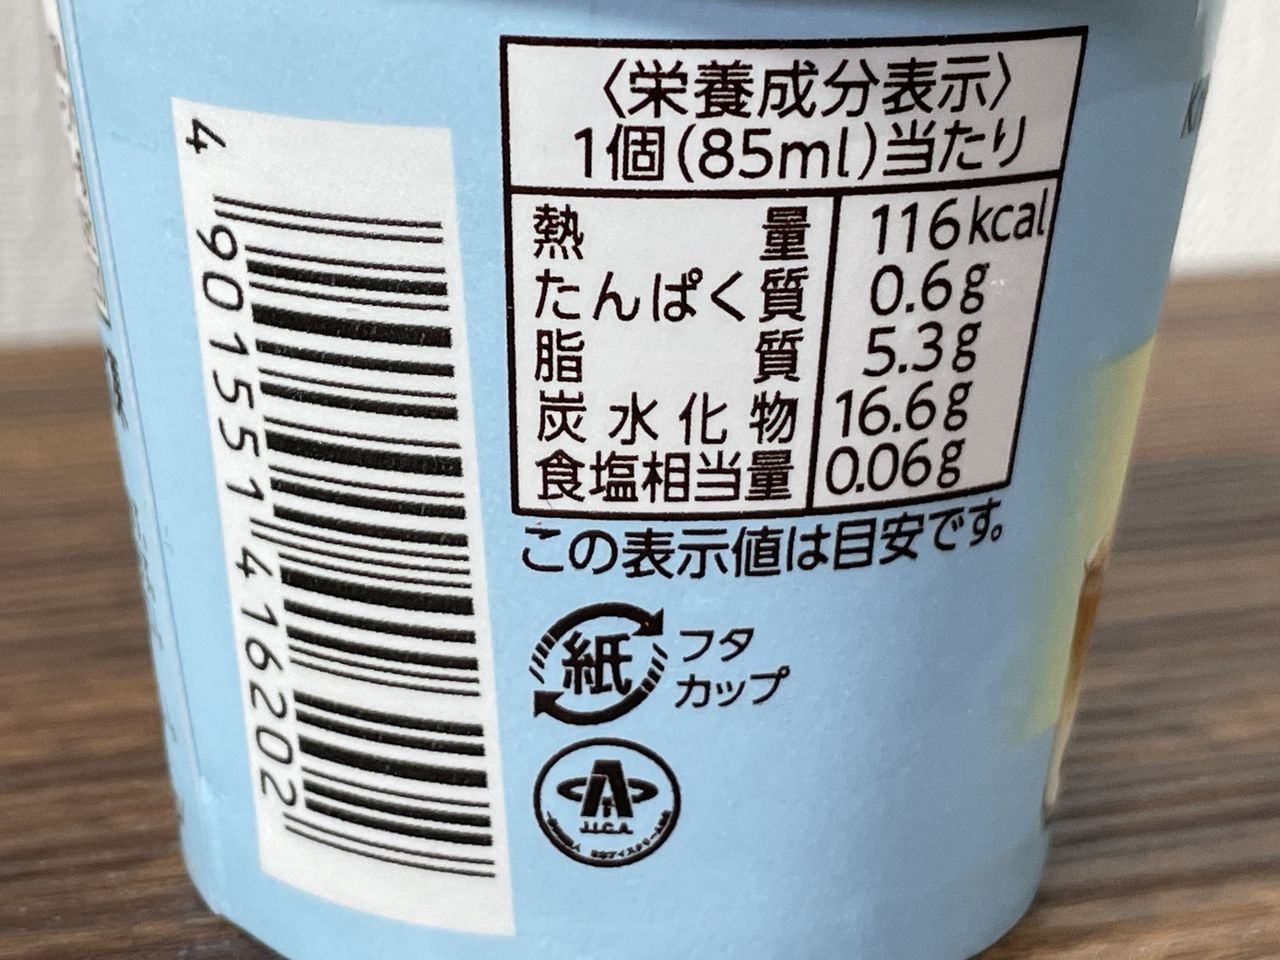 〈栄養成分表示〉
1個(85ml)当たり
熱量 116kcal
たんぱく質 0.6g
脂質 5.3g
炭水化物 16.6g
食塩相当量 0.06g
この表示値は目安です。
紙
フタ
カップ
J.I.C.A.
4 901551 416202